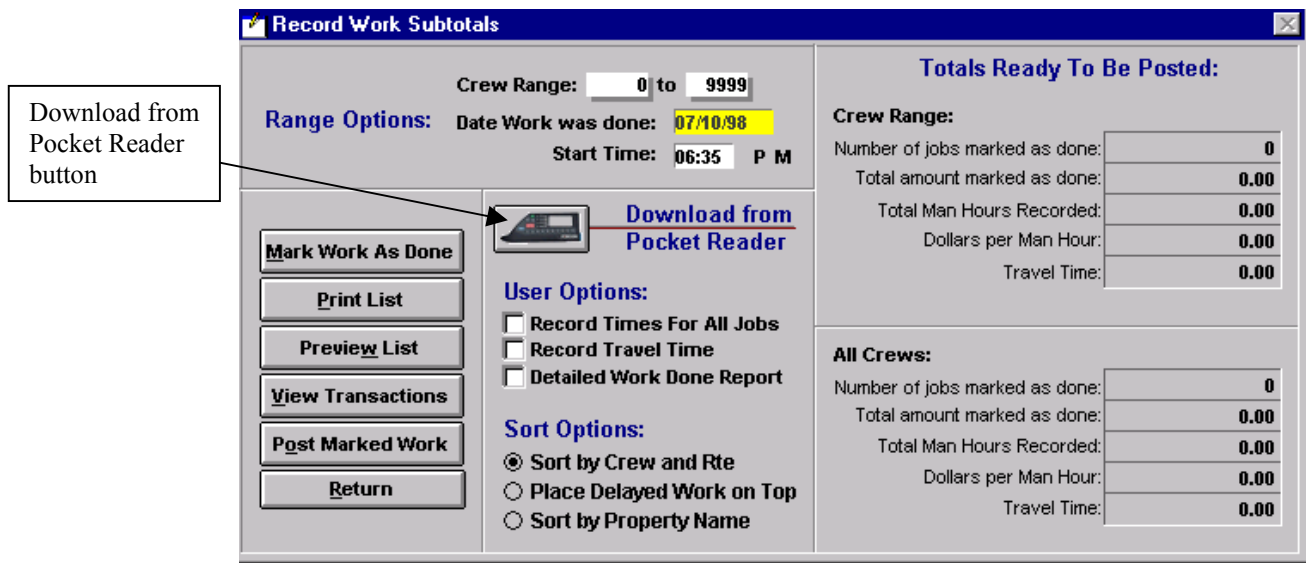 Record Work Subtotals
Download from
Pocket Reader
button
Range Options:
Crew Range: 0 to 9999
Date Work was done: 07/10/98
Start Time: 06:35 P M
Mark Work As Done
Print List
Preview List
View Transactions
Post Marked Work
Return
Download from
Pocket Reader
User Options:
Record Times For All Jobs
Record Travel Time
Detailed Work Done Report
Sort Options:
Sort by Crew and Rte
Place Delayed Work on Top
Sort by Property Name
Totals Ready To Be Posted:
Crew Range:
Number of jobs marked as done: 0
Total amount marked as done: 0.00
Total Man Hours Recorded: 0.00
Dollars per Man Hour: 0.00
Travel Time: 0.00
All Crews:
Number of jobs marked as done: 0
Total amount marked as done: 0.00
Total Man Hours Recorded: 0.00
Dollars per Man Hour: 0.00
Travel Time: 0.00